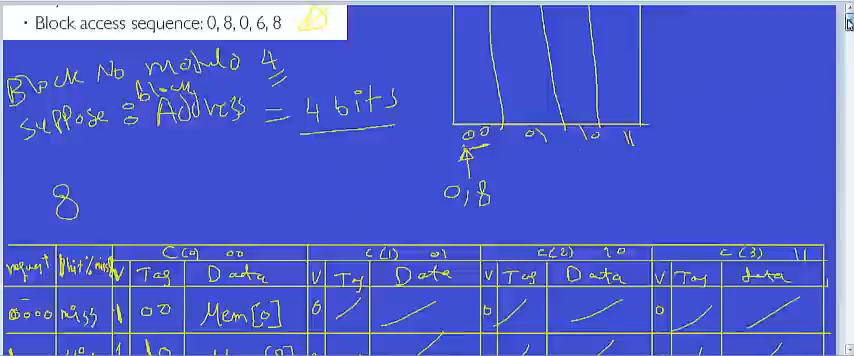 • Block access sequence: 0, 8, 0, 6, 8
Block No modulo 4
block
suppose : Address = 4 bits
00 01 10 11
0,8
8
C(0) 00 C(1) 01 C(2) 10 C(3) 11
request hit/miss V Tag Data V Tag Data V Tag Data V Tag data
0000 miss 1 00 Mem[0] 0 0 0
1 10